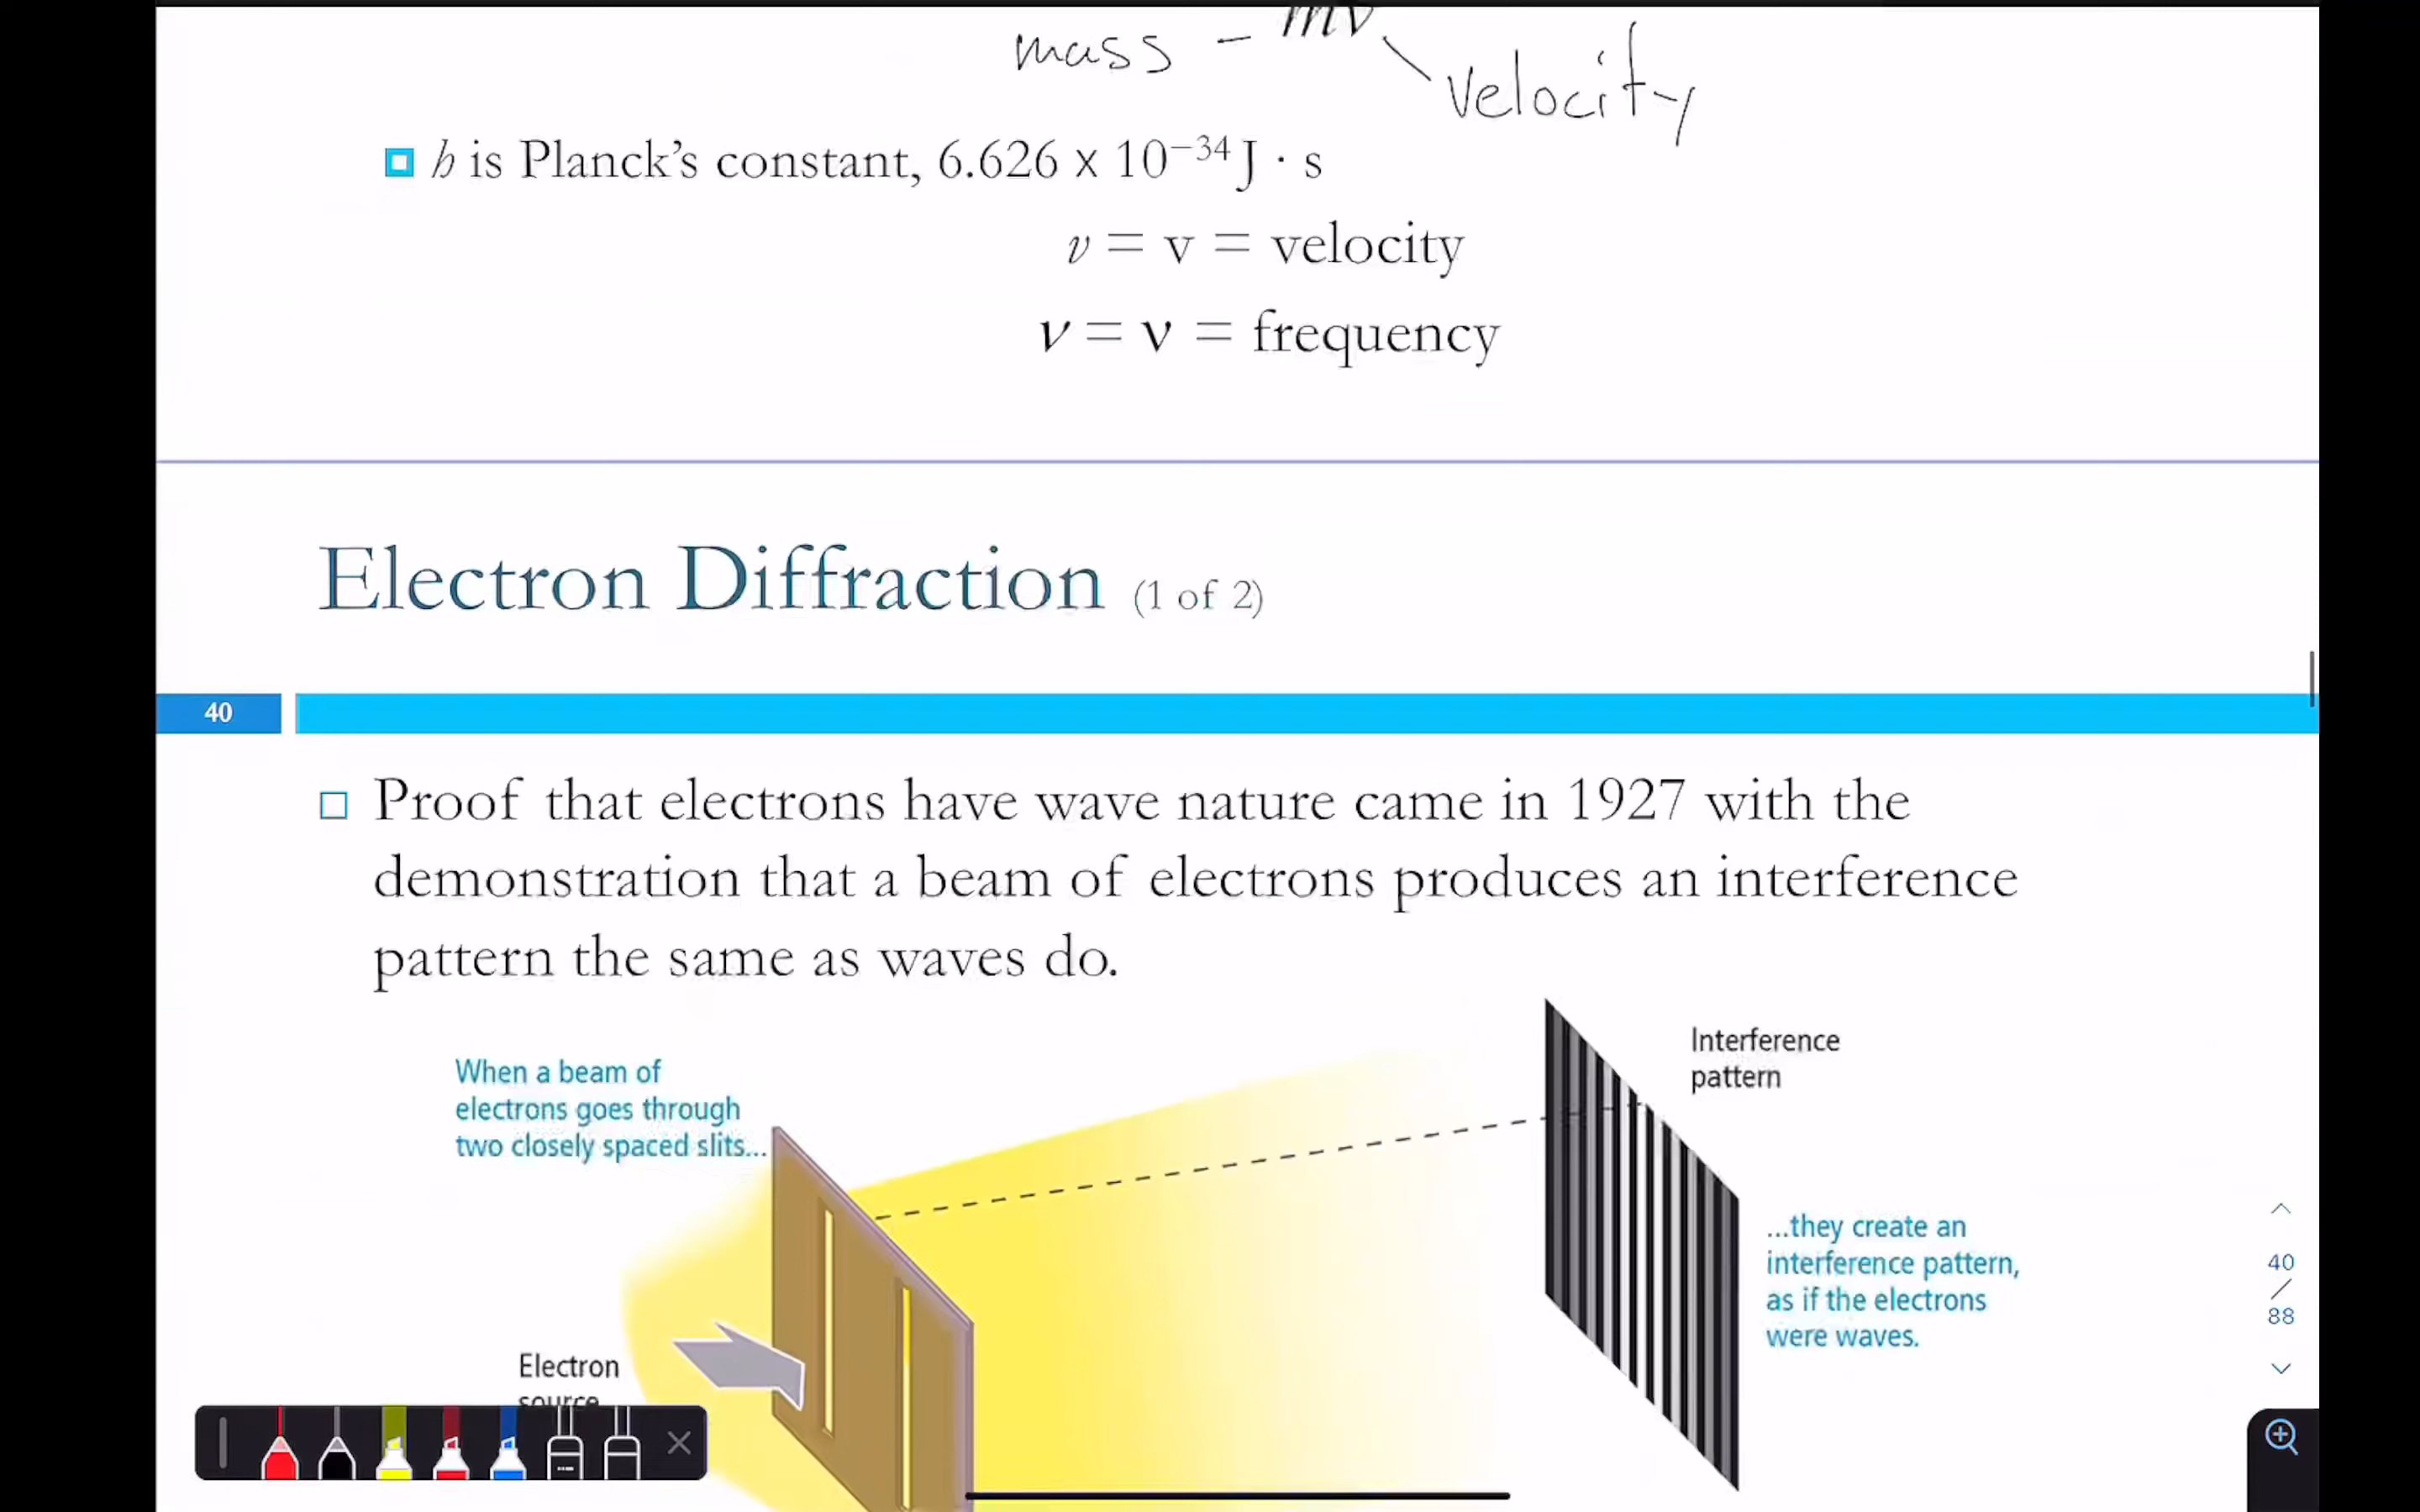 mass - mv
velocity
h is Planck's constant, 6.626 x 10⁻³⁴ J · s
v = v = velocity
ν = ν = frequency
Electron Diffraction (1 of 2)
40
Proof that electrons have wave nature came in 1927 with the
demonstration that a beam of electrons produces an interference
pattern the same as waves do.
When a beam of
electrons goes through
two closely spaced slits...
Interference
pattern
...they create an
interference pattern,
as if the electrons
were waves.
Electron
source
40
/
88